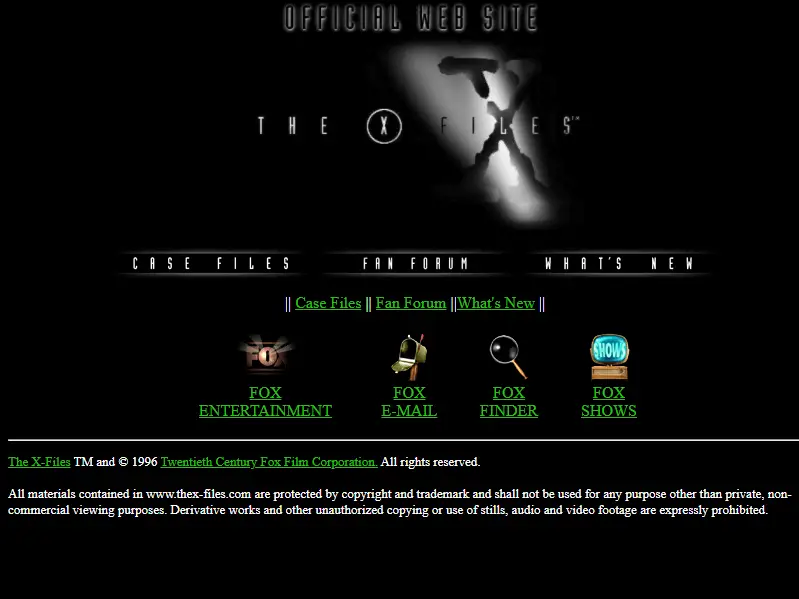 OFFICIAL WEB SITE
THE X FILES™
CASE FILES FAN FORUM WHAT'S NEW
|| Case Files || Fan Forum ||What's New ||
FOX SHOWS
FOX FOX FOX FOX
ENTERTAINMENT E-MAIL FINDER SHOWS
The X-Files TM and © 1996 Twentieth Century Fox Film Corporation. All rights reserved.
All materials contained in www.thex-files.com are protected by copyright and trademark and shall not be used for any purpose other than private, non-
commercial viewing purposes. Derivative works and other unauthorized copying or use of stills, audio and video footage are expressly prohibited.